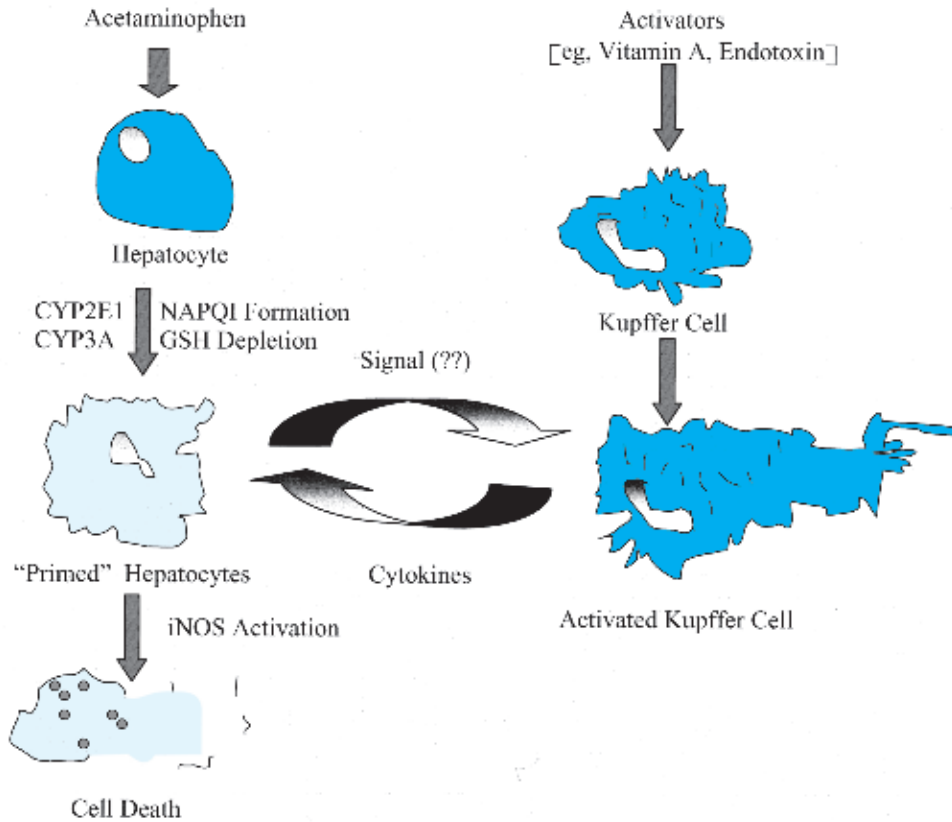 Acetaminophen
Activators
[eg, Vitamin A, Endotoxin]
Hepatocyte
CYP2E1
CYP3A
NAPQI Formation
GSH Depletion
Kupffer Cell
Signal (??)
"Primed" Hepatocytes
Cytokines
Activated Kupffer Cell
iNOS Activation
Cell Death